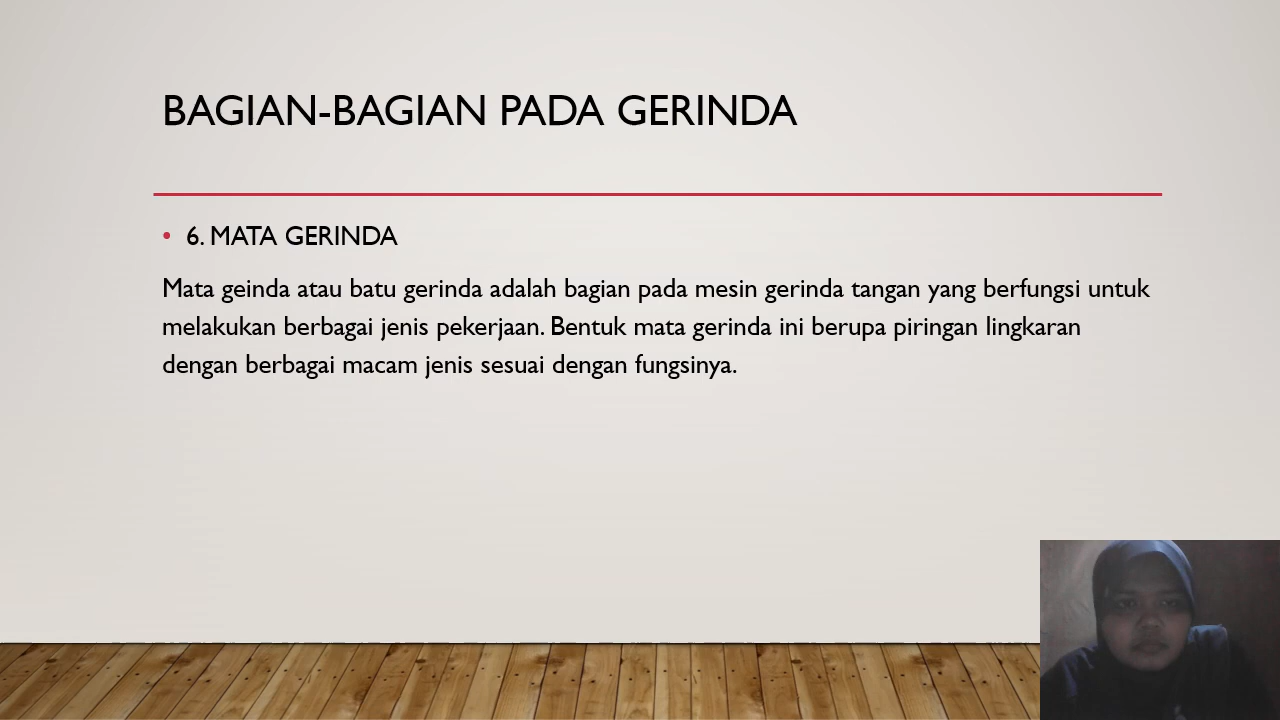 BAGIAN-BAGIAN PADA GERINDA
• 6. MATA GERINDA
Mata geinda atau batu gerinda adalah bagian pada mesin gerinda tangan yang berfungsi untuk
melakukan berbagai jenis pekerjaan. Bentuk mata gerinda ini berupa piringan lingkaran
dengan berbagai macam jenis sesuai dengan fungsinya.